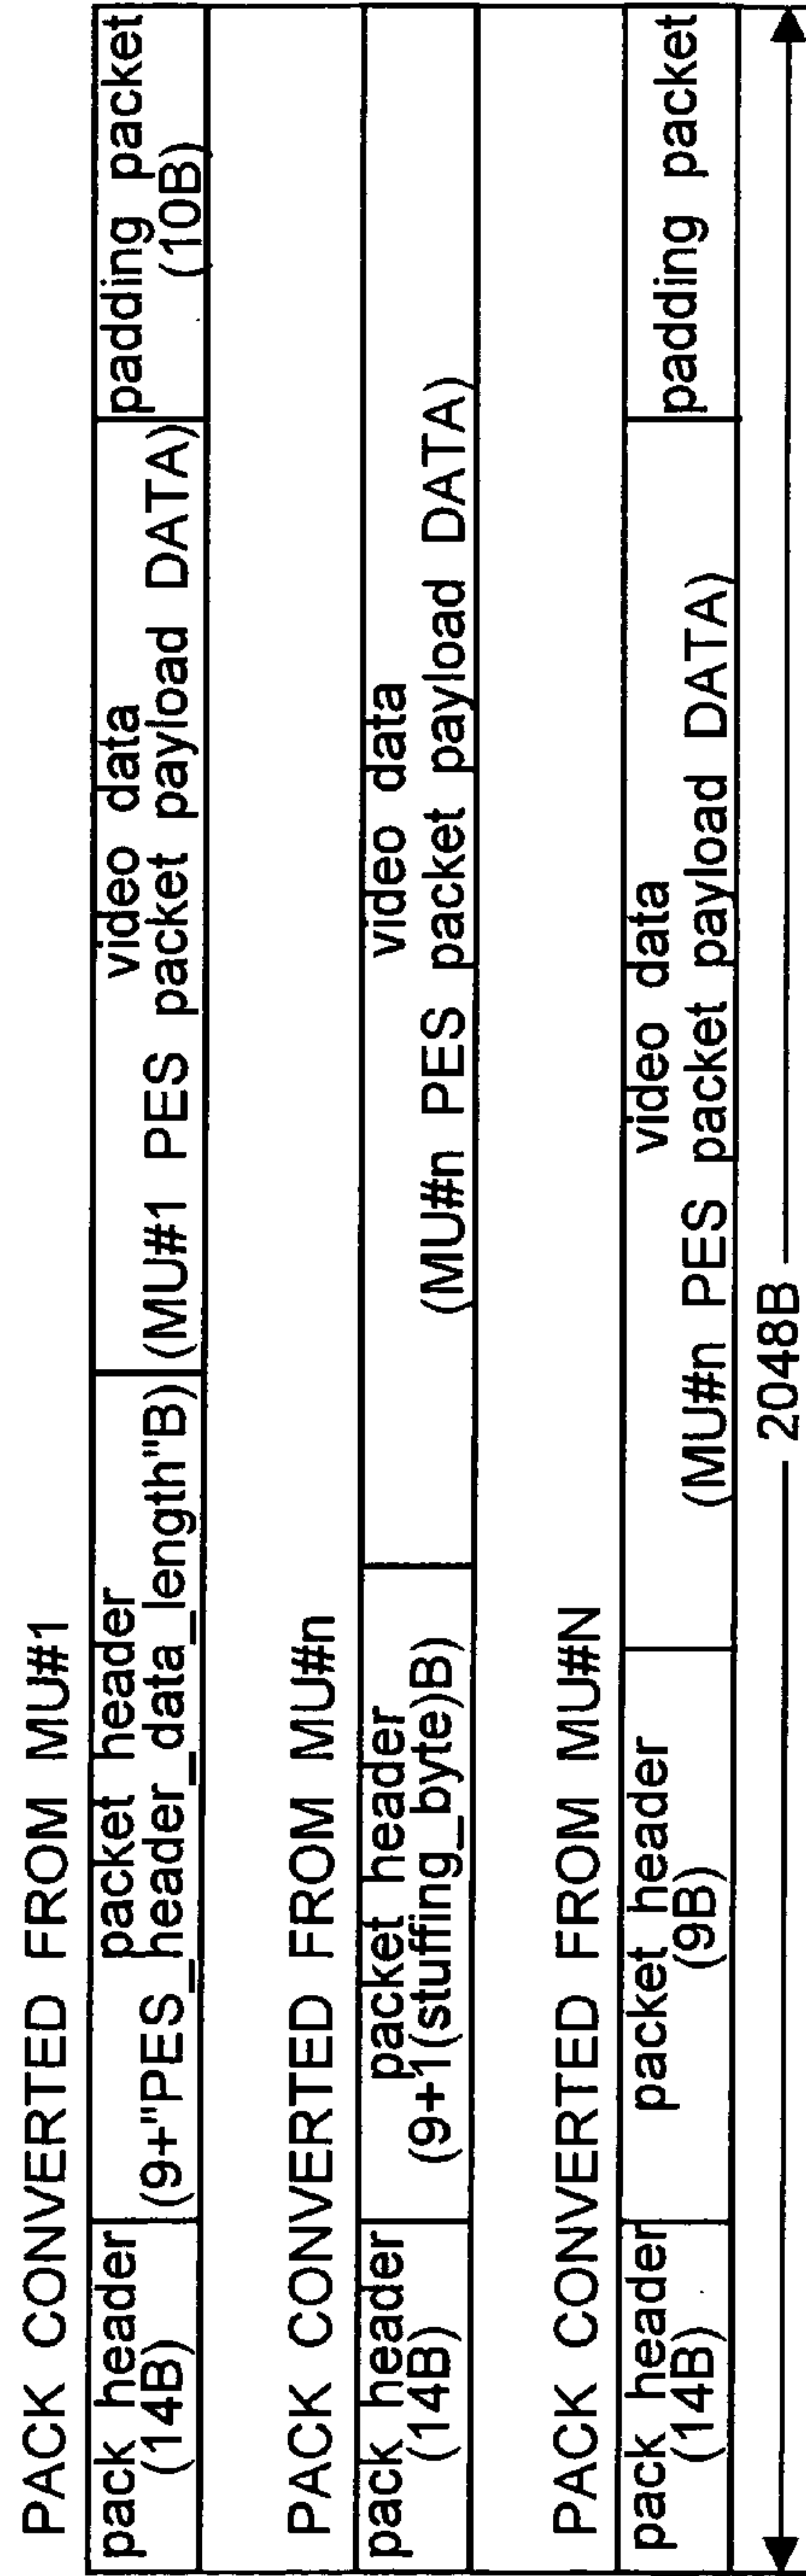 PACK CONVERTED FROM MU#1
pack header
(14B)
packet header
(9+"PES_header_data_length"B)
video data
(MU#1 PES packet payload DATA)
padding packet
(10B)
PACK CONVERTED FROM MU#n
pack header
(14B)
packet header
(9+1(stuffing_byte)B)
video data
(MU#n PES packet payload DATA)
PACK CONVERTED FROM MU#N
pack header
(14B)
packet header
(9B)
video data
(MU#n PES packet payload DATA)
padding packet
2048B